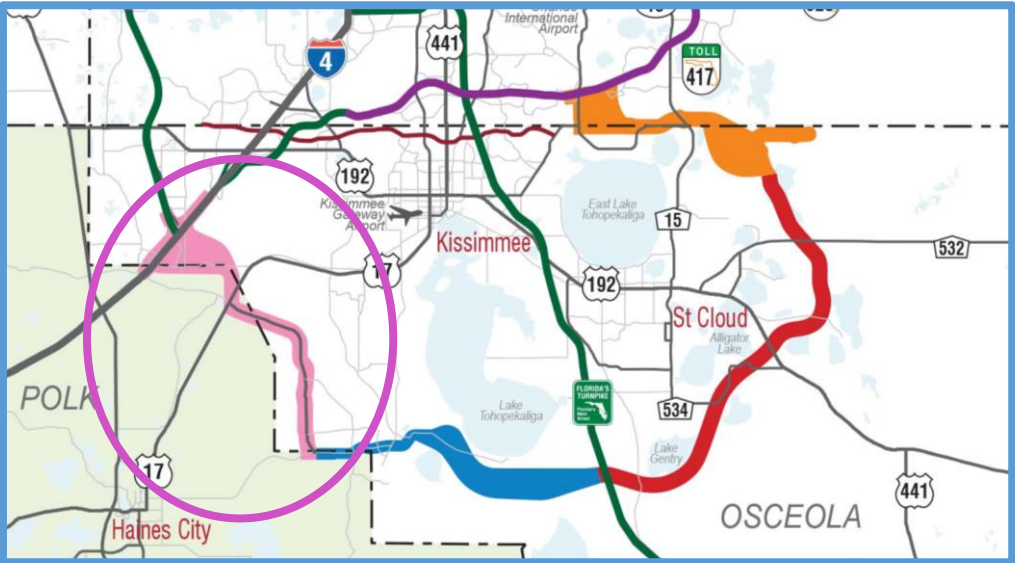 International
Airport
4
441
TOLL
417
192
Kissimmee
Gateway
Airport
Kissimmee
East Lake
Tohopekaliga
15
532
17
192
St Cloud
Alligator
Lake
POLK
FLORIDA'S
TURNPIKE
Lake
Tohopekaliga
534
Lake
Gentry
17
441
OSCEOLA
Haines City